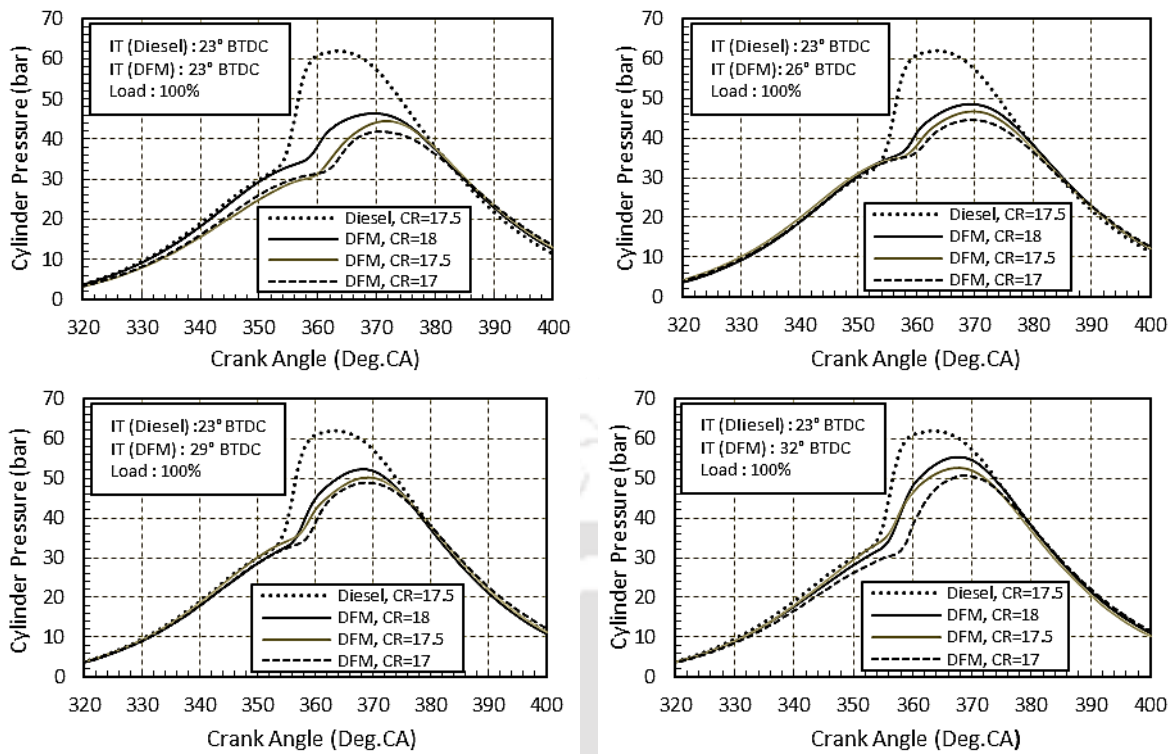 70
60
50
40
30
20
10
0
Cylinder Pressure (bar)
IT (Diesel) : 23° BTDC
IT (DFM) : 23° BTDC
Load : 100%
Diesel, CR=17.5
DFM, CR=18
DFM, CR=17.5
DFM, CR=17
320 330 340 350 360 370 380 390 400
Crank Angle (Deg.CA)
70
60
50
40
30
20
10
0
Cylinder Pressure (bar)
IT (Diesel) : 23° BTDC
IT (DFM) : 26° BTDC
Load : 100%
Diesel, CR=17.5
DFM, CR=18
DFM, CR=17.5
DFM, CR=17
320 330 340 350 360 370 380 390 400
Crank Angle (Deg.CA)
70
60
50
40
30
20
10
0
Cylinder Pressure (bar)
IT (Diesel) :23° BTDC
IT (DFM) : 29° BTDC
Load : 100%
Diesel, CR=17.5
DFM, CR=18
DFM, CR=17.5
DFM, CR=17
320 330 340 350 360 370 380 390 400
Crank Angle (Deg.CA)
70
60
50
40
30
20
10
0
Cylinder Pressure (bar)
IT (DIiesel) : 23° BTDC
IT (DFM) : 32° BTDC
Load : 100%
Diesel, CR=17.5
DFM, CR=18
DFM, CR=17.5
DFM, CR=17
320 330 340 350 360 370 380 390 400
Crank Angle (Deg.CA)